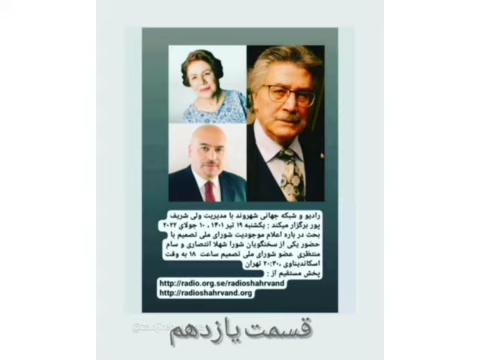 رادیو و شبکه جهانی شهروند با مدیریت ولی شریف
پور برگزار میکند : یکشنبه ۱۹ تیر ۱۴۰۱ ، ۱۰ جولای ۲۰۲۲
بحث در باره اعلام موجودیت شورای ملی تصمیم با
حضور یکی از سخنگویان شورا شهلا انتصاری و سام
منتظری عضو شورای ملی تصمیم ساعت ۱۸ به وقت
اسکاندیناوی ،۲۰:۳۰ تهران
پخش مستقیم از :
http://radio.org.se/radioshahrvand
http://radioshahrvand.org
قسمت یازدهم